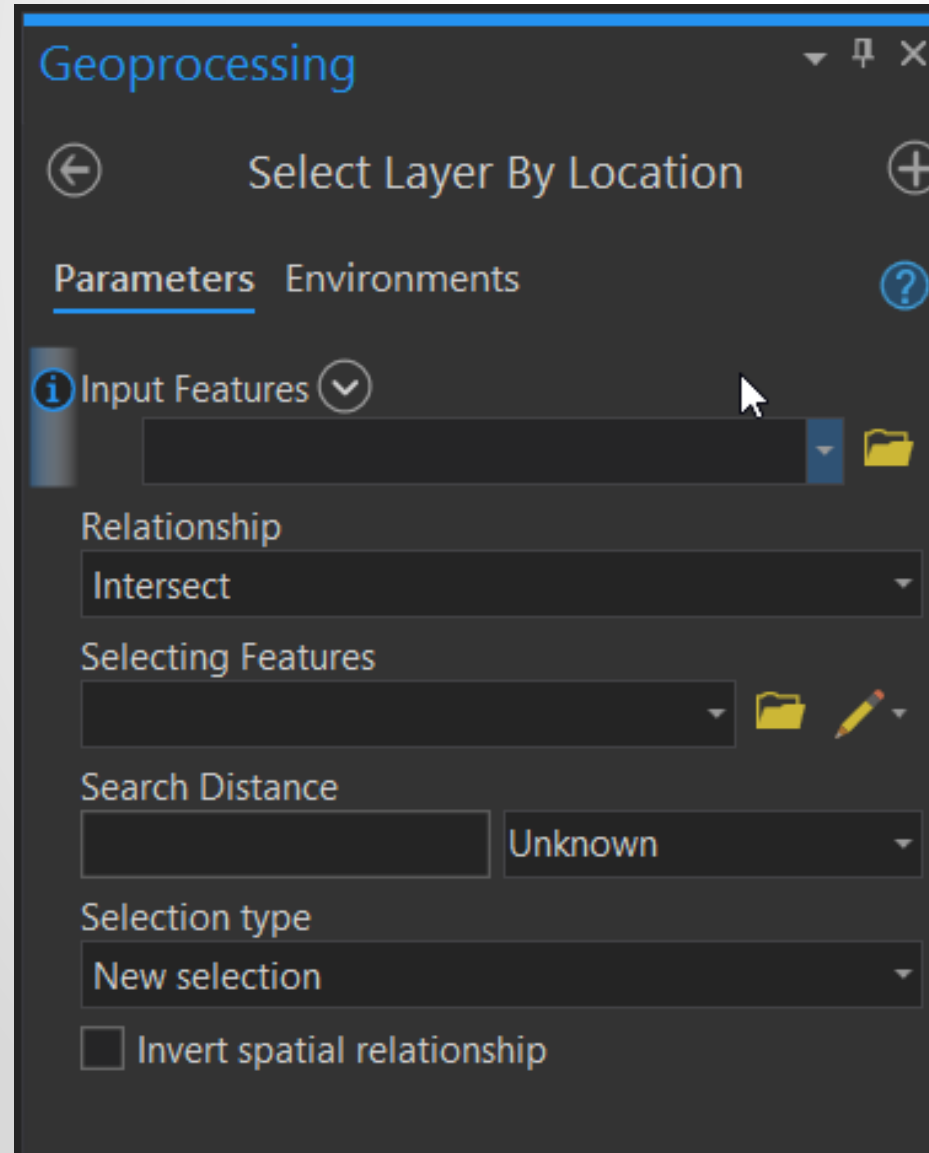 Geoprocessing
Select Layer By Location
Parameters Environments
Input Features
Relationship
Intersect
Selecting Features
Search Distance
Unknown
Selection type
New selection
Invert spatial relationship